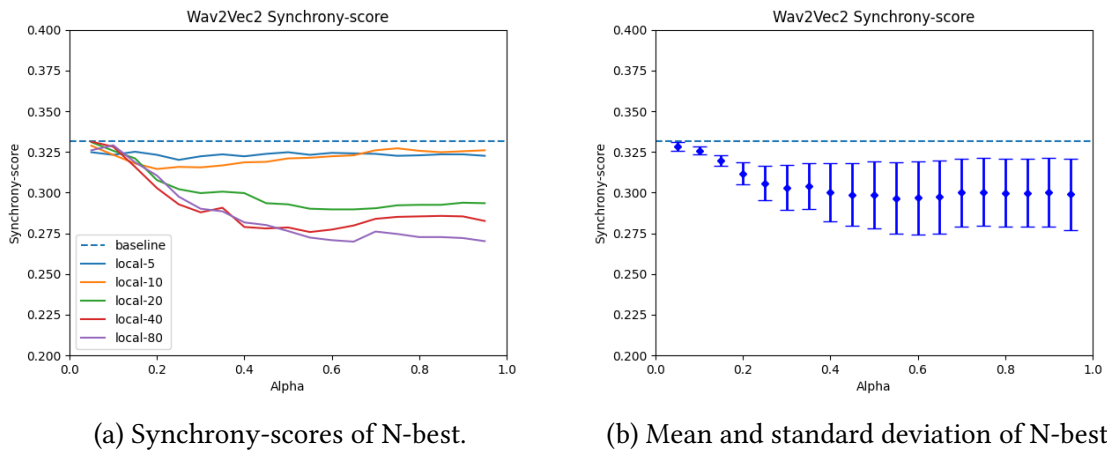 Wav2Vec2 Synchrony-score
0.400
0.375
0.350
0.325
0.300
0.275
0.250
0.225
0.200
Synchrony-score
baseline
local-5
local-10
local-20
local-40
local-80
0.0 0.2 0.4 0.6 0.8 1.0
Alpha
(a) Synchrony-scores of N-best.
Wav2Vec2 Synchrony-score
0.400
0.375
0.350
0.325
0.300
0.275
0.250
0.225
0.200
Synchrony-score
0.0 0.2 0.4 0.6 0.8 1.0
Alpha
(b) Mean and standard deviation of N-best